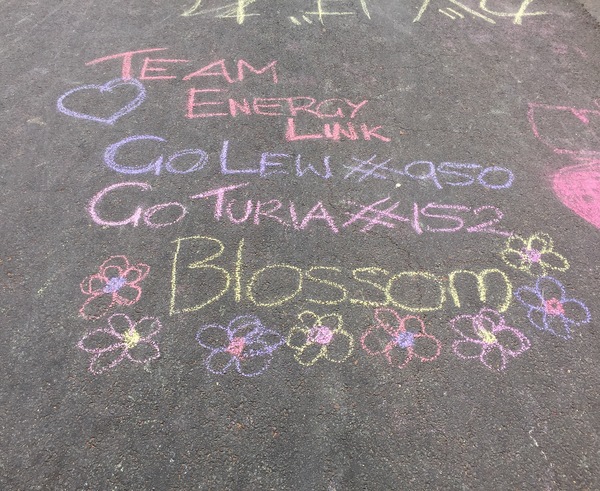 TEAM
ENERGY
LINK
GO LEW #950
GO TURIA #152
Blossom